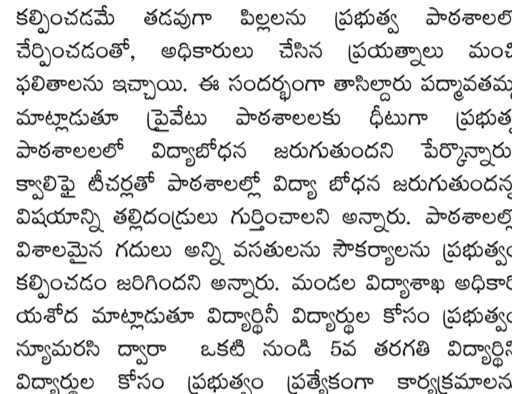 కల్పించడమే తడవుగా పిల్లలను ప్రభుత్వ పాఠశాలలో
చేర్పించడంతో, అధికారులు చేసిన ప్రయత్నాలు మంచి
ఫలితాలను ఇచ్చాయి. ఈ సందర్భంగా తాసిల్దారు పద్మావతమ్మ
మాట్లాడుతూ ప్రైవేటు పాఠశాలలకు ధీటుగా ప్రభుత్వ
పాఠశాలలలో విద్యాబోధన జరుగుతుందని పేర్కొన్నారు
క్వాలిఫై టీచర్లతో పాఠశాలల్లో విద్యా బోధన జరుగుతుందన్న
విషయాన్ని తల్లిదండ్రులు గుర్తించాలని అన్నారు. పాఠశాలల్లో
విశాలమైన గదులు అన్ని వసతులను సౌకర్యాలను ప్రభుత్వం
కల్పించడం జరిగిందని అన్నారు. మండల విద్యాశాఖ అధికారి
యశోద మాట్లాడుతూ విద్యార్థినీ విద్యార్థుల కోసం ప్రభుత్వం
న్యూమరసి ద్వారా ఒకటి నుండి 5వ తరగతి విద్యార్థిని
విద్యార్థుల కోసం ప్రభుత్వం ప్రత్యేకంగా కార్యక్రమాలను